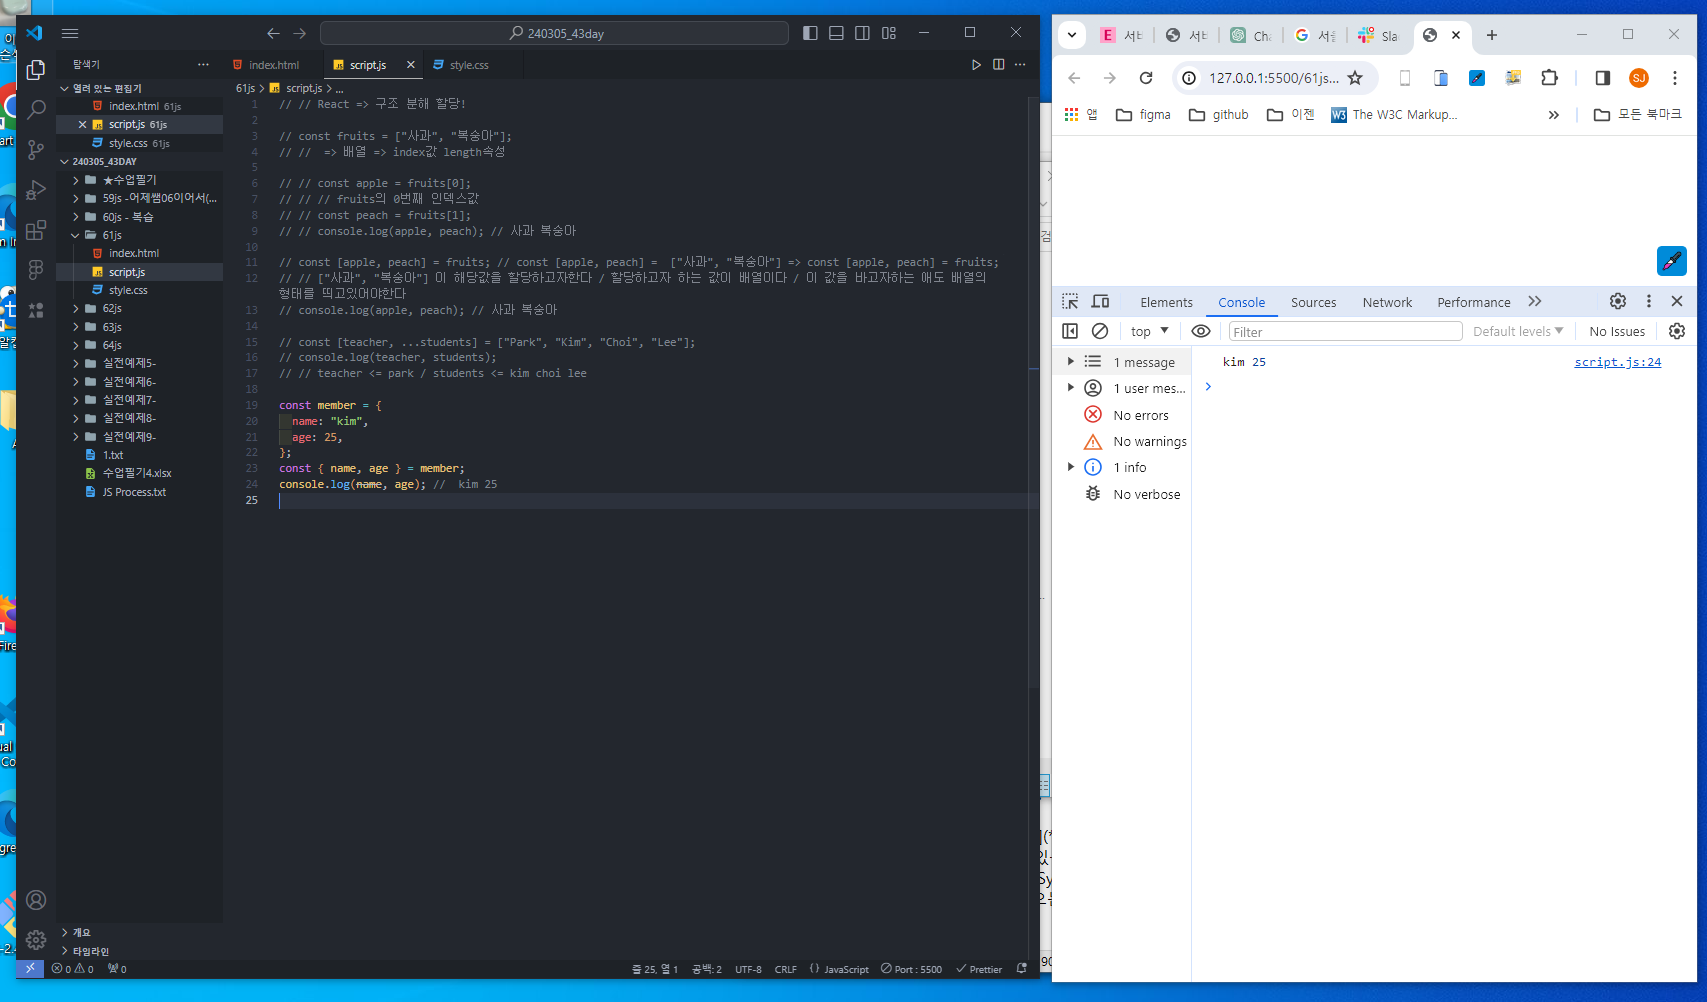 240305_43day
탐색기
index.html
script.js
style.css
열려 있는 편집기
index.html 61js
script.js 61js
style.css 61js
240305_43DAY
★수업필기
59js -어제쌤06이어서(...
60js - 복습
61js
index.html
script.js
style.css
62js
63js
64js
실전예제5-
실전예제6-
실전예제7-
실전예제8-
실전예제9-
1.txt
수업필기4.xlsx
JS Process.txt
개요
타임라인
61js > script.js > ...
1 // // React => 구조 분해 할당!
2
3 // const fruits = ["사과", "복숭아"];
4 // //  => 배열 => index값 length속성
5
6 // // const apple = fruits[0];
7 // // // fruits의 0번째 인덱스값
8 // // const peach = fruits[1];
9 // // console.log(apple, peach); // 사과 복숭아
10
11 // const [apple, peach] = fruits; // const [apple, peach] =  ["사과", "복숭아"] => const [apple, peach] = fruits;
12 // // ["사과", "복숭아"] 이 해당값을 할당하고자한다 / 할당하고자 하는 값이 배열이다 / 이 값을 바고자하는 애도 배열의
형태를 띄고있어야한다
13 // console.log(apple, peach); // 사과 복숭아
14
15 // const [teacher, ...students] = ["Park", "Kim", "Choi", "Lee"];
16 // console.log(teacher, students);
17 // // teacher <= park / students <= kim choi lee
18
19 const member = {
20   name: "kim",
21   age: 25,
22 };
23 const { name, age } = member;
24 console.log(name, age); //  kim 25
25
0 0
0
줄 25, 열 1
공백: 2
UTF-8
CRLF
{} JavaScript
Port : 5500
Prettier
서비
서비
Cha
서울
Sla
127.0.0.1:5500/61js...
SJ
앱
figma
github
이젠
The W3C Markup...
»
모든 북마크
Elements
Console
Sources
Network
Performance
top
Filter
Default levels
No Issues
1 message
1 user mes...
No errors
No warnings
1 info
No verbose
kim 25
script.js:24